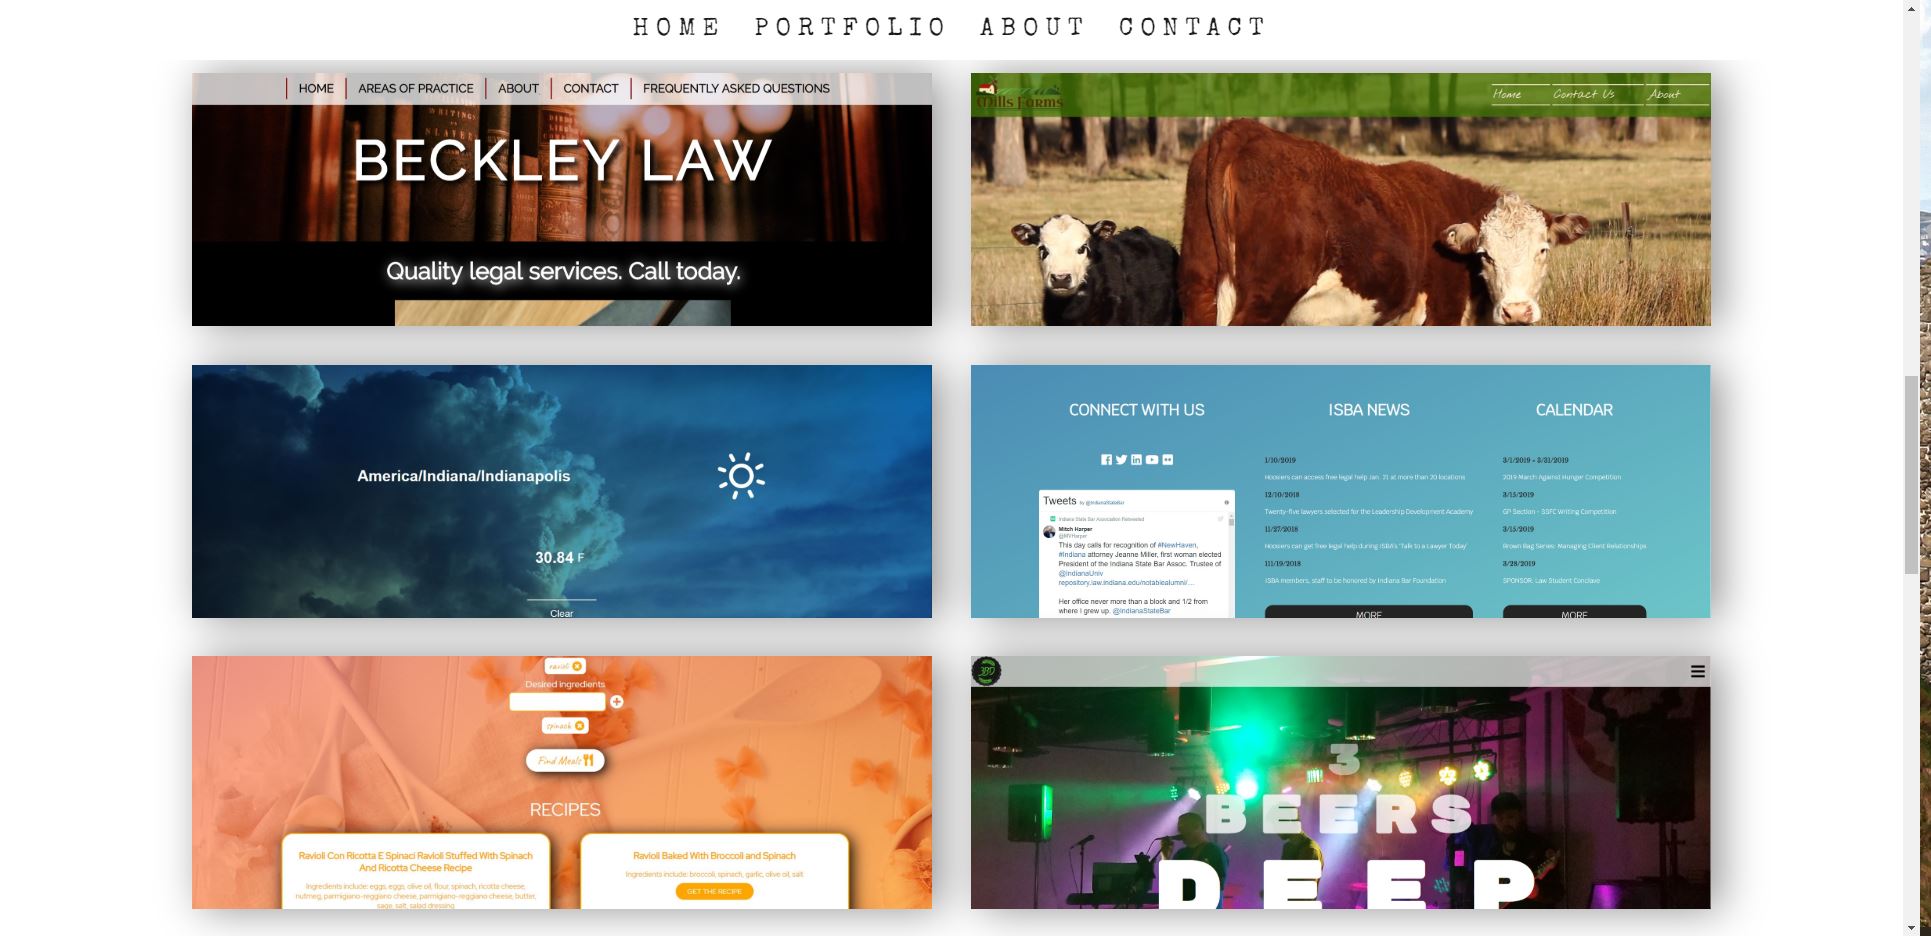 HOME PORTFOLIO ABOUT CONTACT
HOME AREAS OF PRACTICE ABOUT CONTACT FREQUENTLY ASKED QUESTIONS
BECKLEY LAW
Quality legal services. Call today.
Mills Farms
Home Contact Us About
America/Indiana/Indianapolis
30.84 F
Clear
CONNECT WITH US
Tweets by @IndianaStateBar
Indiana State Bar Association Retweeted
Mitch Harper
@MVHarper
This day calls for recognition of #NewHaven,
#Indiana attorney Jeanne Miller, first woman elected
President of the Indiana State Bar Assoc. Trustee of
@IndianaUniv
repository.law.indiana.edu/notablealumni/...
Her office never more than a block and 1/2 from
where I grew up. @IndianaStateBar
ISBA NEWS
1/10/2019
Hoosiers can access free legal help Jan. 21 at more than 20 locations
12/10/2018
Twenty-five lawyers selected for the Leadership Development Academy
11/27/2018
Hoosiers can get free legal help during ISBA's 'Talk to a Lawyer Today'
111/19/2018
ISBA members, staff to be honored by Indiana Bar Foundation
MORE
CALENDAR
3/1/2019 - 3/31/2019
2019 March Against Hunger Competition
3/15/2019
GP Section - SSFC Writing Competition
3/15/2019
Brown Bag Series: Managing Client Relationships
3/28/2019
SPONSOR: Law Student Conclave
MORE
ravioli
Desired ingredients
spinach
Find Meals
RECIPES
Ravioli Con Ricotta E Spinaci Ravioli Stuffed With Spinach
And Ricotta Cheese Recipe
Ingredients include: eggs, eggs, olive oil, flour, spinach, ricotta cheese,
nutmeg, parmigiano-reggiano cheese, parmigiano-reggiano cheese, butter,
sage, salt, salad dressing
Ravioli Baked With Broccoli and Spinach
Ingredients include: broccoli, spinach, garlic, olive oil, salt
GET THE RECIPE
3BD
3
BEERS
DEEP